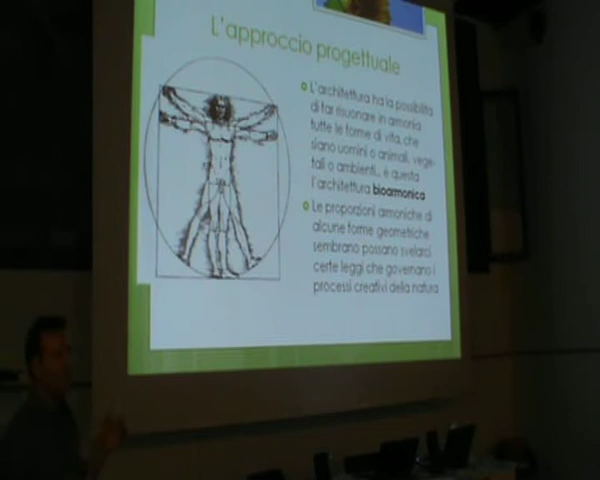 L'approccio progettuale
L'architettura ha la possibilità
di far risuonare in armonia
tutte le forme di vita, che
siano uomini o animali, vege-
tali o ambienti.. è questa
l'architettura bioarmonica
Le proporzioni armoniche di
alcune forme geometriche
sembrano possano svelarci
certe leggi che governano i
processi creativi della natura